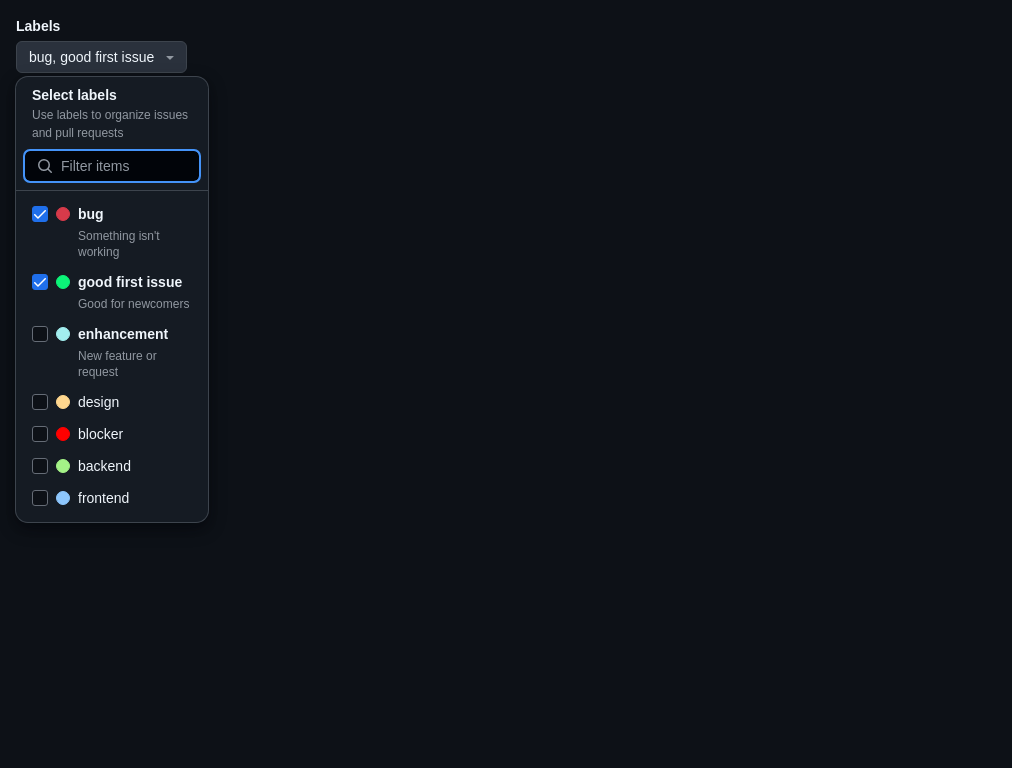 Labels
bug, good first issue
Select labels
Use labels to organize issues
and pull requests
Filter items
bug
Something isn't
working
good first issue
Good for newcomers
enhancement
New feature or
request
design
blocker
backend
frontend